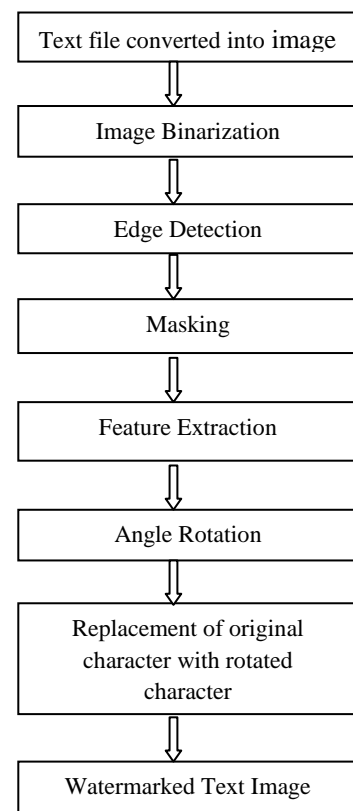 Text file converted into image
Image Binarization
Edge Detection
Masking
Feature Extraction
Angle Rotation
Replacement of original
character with rotated
character
Watermarked Text Image